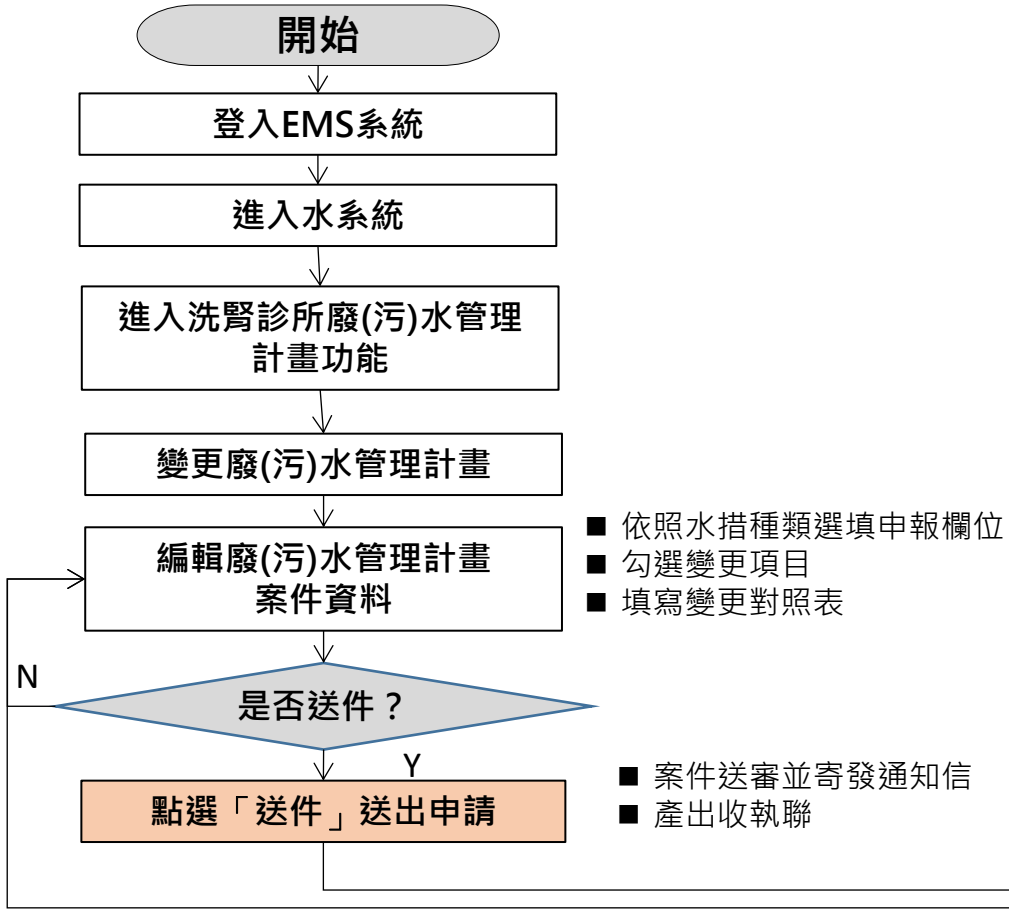 開始
登入EMS系統
進入水系統
進入洗腎診所廢(污)水管理
計畫功能
變更廢(污)水管理計畫
編輯廢(污)水管理計畫
案件資料
■ 依照水措種類選填申報欄位
■ 勾選變更項目
■ 填寫變更對照表
N
是否送件？
Y
點選「送件」送出申請
■ 案件送審並寄發通知信
■ 產出收執聯